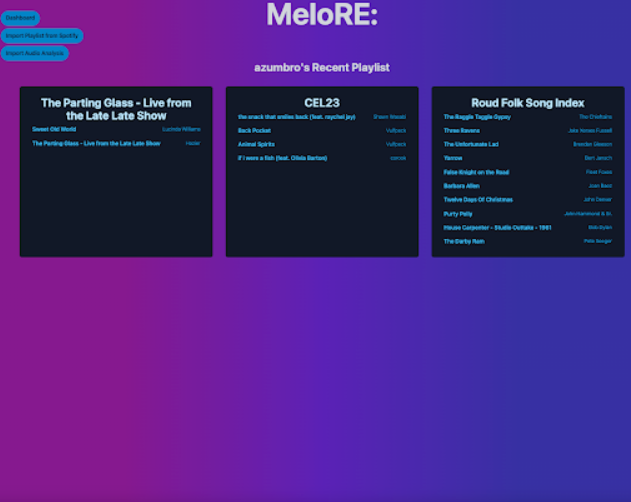 MeloRE:
Dashboard
Import Playlist from Spotify
Import Audio Analysis
azumbro's Recent Playlist
The Parting Glass - Live from
the Late Late Show
Sweet Old World Lucinda Williams
The Parting Glass - Live from the Late Late Show Hozier
CEL23
the snack that smiles back (feat. raychel jay) Shawn Wasabi
Back Pocket Vulfpeck
Animal Spirits Vulfpeck
if i were a fish (feat. Olivia Barton) corook
Roud Folk Song Index
The Raggle Taggle Gypsy The Chieftains
Three Ravens
The Unfortunate Lad Brendan Gleeson
Yarrow Bert Jansch
False Knight on the Road Fleet Foxes
Barbara Allen Joan Baez
Twelve Days Of Christmas John Denver
Purty Polly John Hammond &
House Carpenter - Studio Outtake - 1961 Bob Dylan
The Darby Ram Pete Seeger